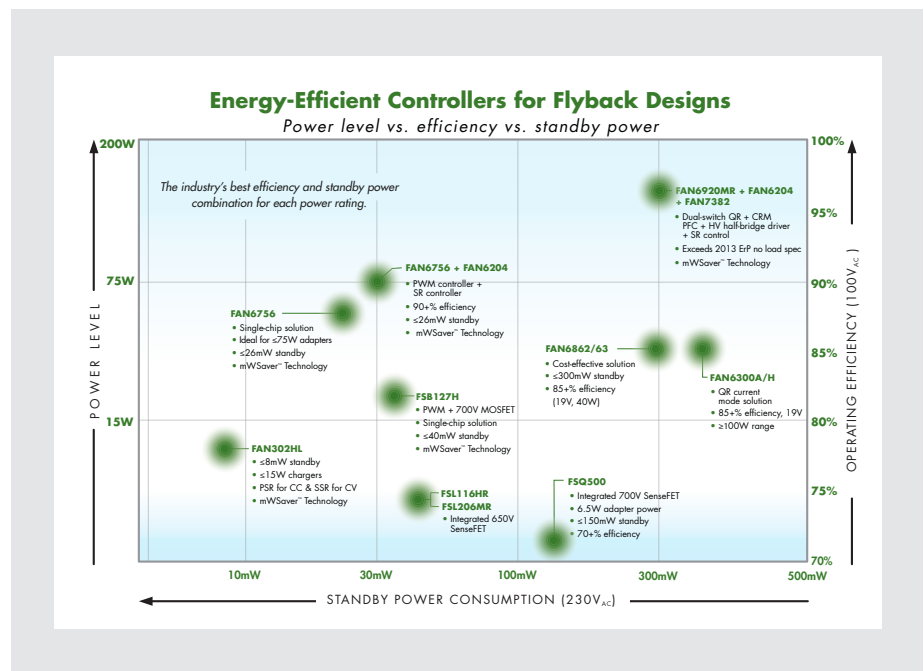 Energy-Efficient Controllers for Flyback Designs
Power level vs. efficiency vs. standby power
200W
75W
15W
POWER LEVEL
The industry's best efficiency and standby power
combination for each power rating.
FAN6920MR + FAN6204
+ FAN7382
• Dual-switch QR + CRM
PFC + HV half-bridge driver
+ SR control
• Exceeds 2013 ErP no load spec
• mWSaver™ Technology
FAN6756 + FAN6204
• PWM controller +
SR controller
• 90+% efficiency
• ≤26mW standby
• mWSaver™ Technology
FAN6756
• Single-chip solution
• Ideal for ≤75W adapters
• ≤26mW standby
• mWSaver™ Technology
FAN6862/63
• Cost-effective solution
• ≤300mW standby
• 85+% efficiency
(19V, 40W)
FAN6300A/H
• QR current
mode solution
• 85+% efficiency, 19V
• ≥100W range
FSB127H
• PWM + 700V MOSFET
• Single-chip solution
• ≤40mW standby
• mWSaver™ Technology
FAN302HL
• ≤8mW standby
• ≤15W chargers
• PSR for CC & SSR for CV
• mWSaver™ Technology
FSL116HR
FSL206MR
• Integrated 650V
SenseFET
FSQ500
• Integrated 700V SenseFET
• 6.5W adapter power
• ≤150mW standby
• 70+% efficiency
100%
95%
90%
85%
80%
75%
70%
OPERATING EFFICIENCY (100VAC)
10mW
30mW
100mW
300mW
500mW
STANDBY POWER CONSUMPTION (230VAC)